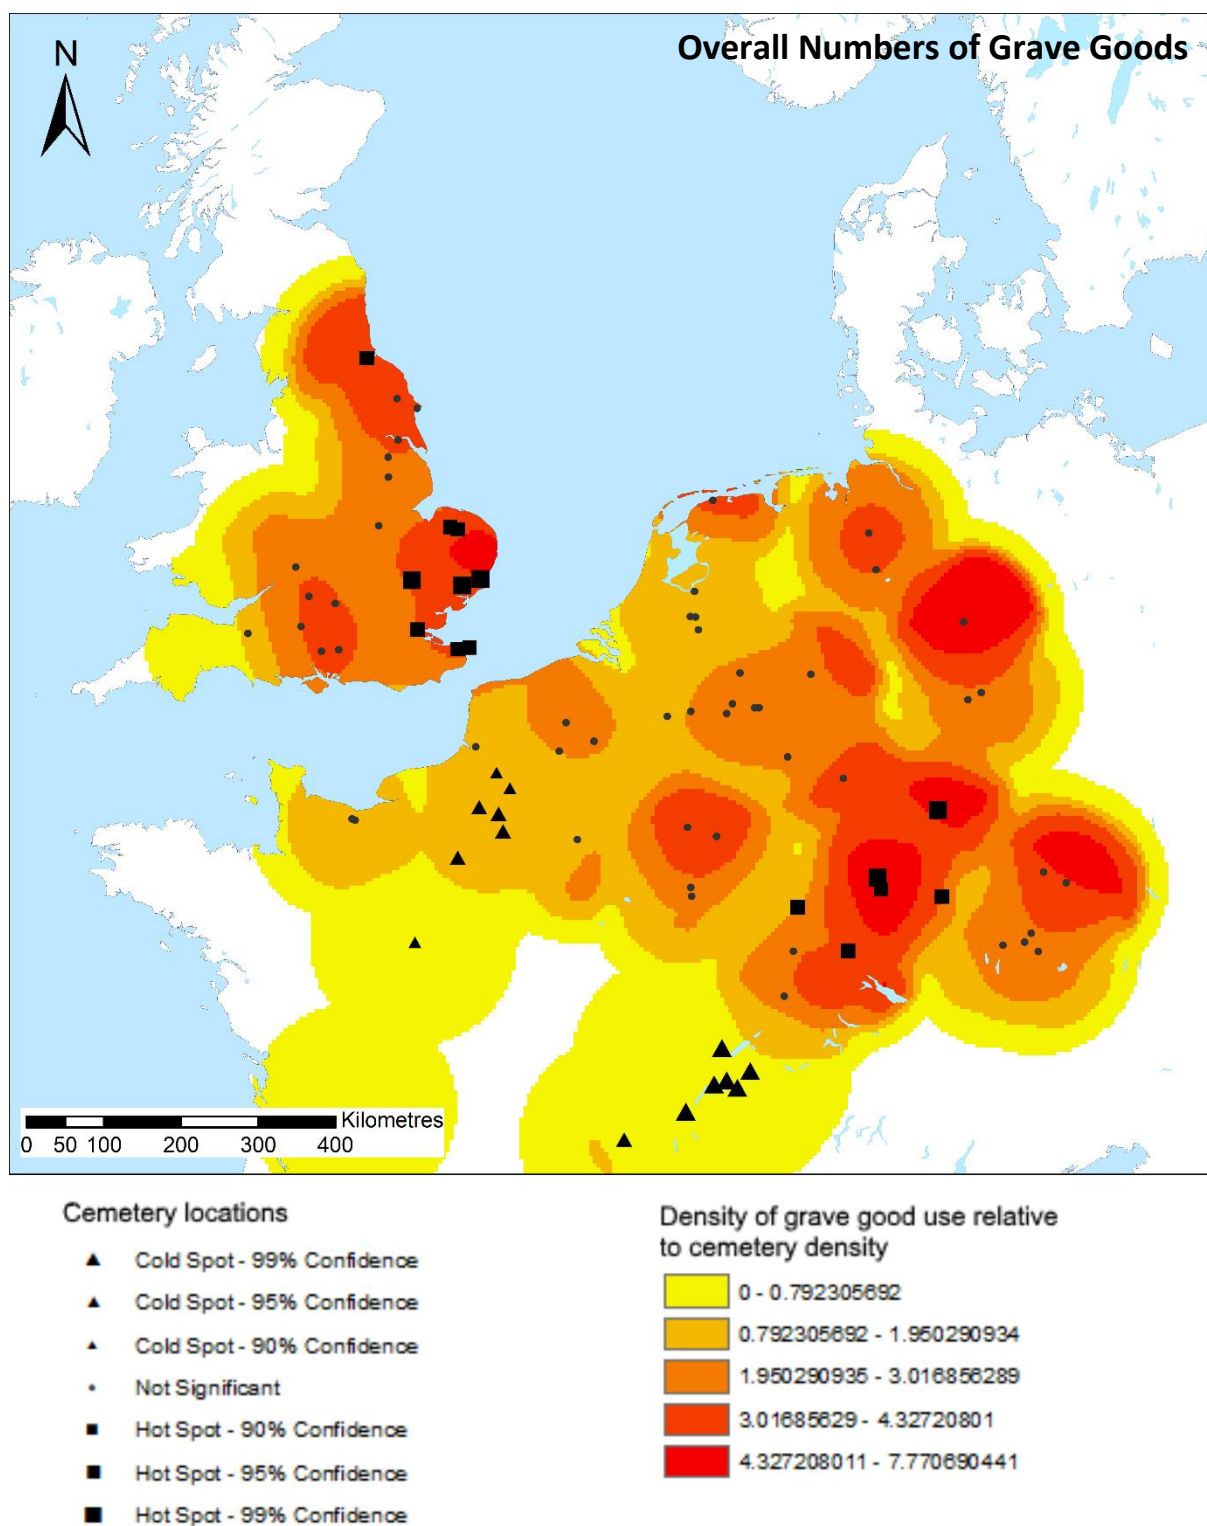 Overall Numbers of Grave Goods
N
Kilometres
0 50 100 200 300 400
Cemetery locations
Cold Spot - 99% Confidence
Cold Spot - 95% Confidence
Cold Spot - 90% Confidence
Not Significant
Hot Spot - 90% Confidence
Hot Spot - 95% Confidence
Hot Spot - 99% Confidence
Density of grave good use relative
to cemetery density
0 - 0.792305692
0.792305692 - 1.950290934
1.950290935 - 3.016856289
3.01685629 - 4.32720801
4.327208011 - 7.770690441